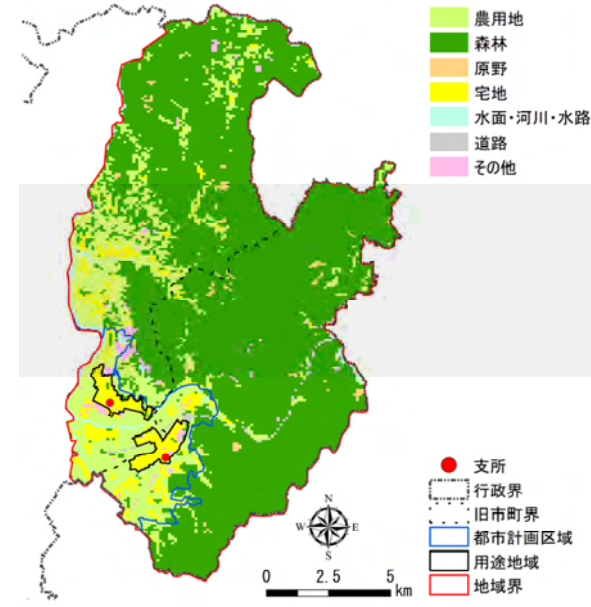 農用地
森林
原野
宅地
水面・河川・水路
道路
その他
支所
行政界
旧市町界
都市計画区域
用途地域
地域界
N
W E
S
0 2.5 5
km